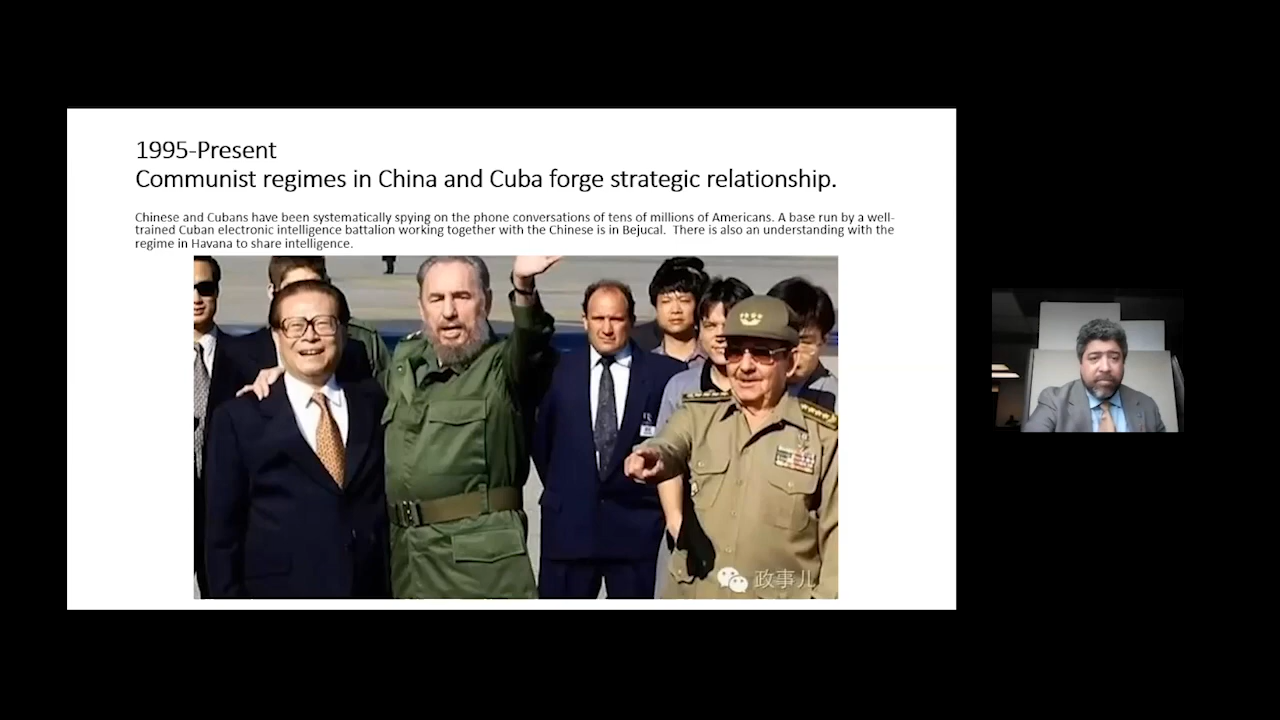 1995-Present
Communist regimes in China and Cuba forge strategic relationship.
Chinese and Cubans have been systematically spying on the phone conversations of tens of millions of Americans. A base run by a well-
trained Cuban electronic intelligence battalion working together with the Chinese is in Bejucal.  There is also an understanding with the
regime in Havana to share intelligence.
政事儿